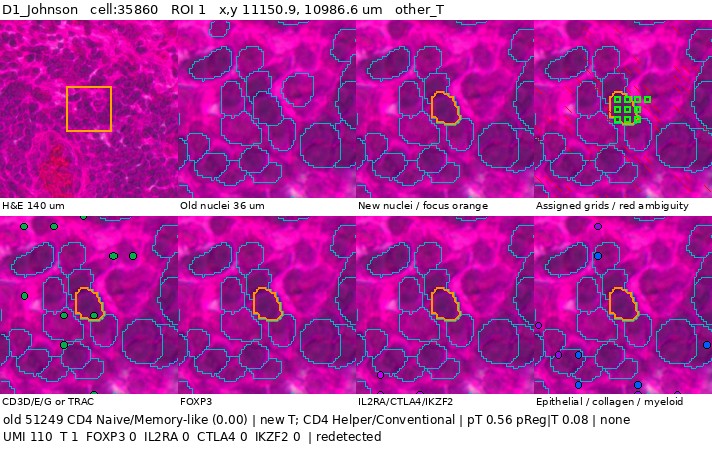 D1_Johnson cell:35860 ROI 1 x,y 11150.9, 10986.6 um other_T
H&E 140 um
Old nuclei 36 um
New nuclei / focus orange
Assigned grids / red ambiguity
CD3D/E/G or TRAC
FOXP3
IL2RA/CTLA4/IKZF2
Epithelial / collagen / myeloid
old 51249 CD4 Naive/Memory-like (0.00) | new T; CD4 Helper/Conventional | pT 0.56 pReg|T 0.08 | none
UMI 110 T 1 FOXP3 0 IL2RA 0 CTLA4 0 IKZF2 0 | redetected